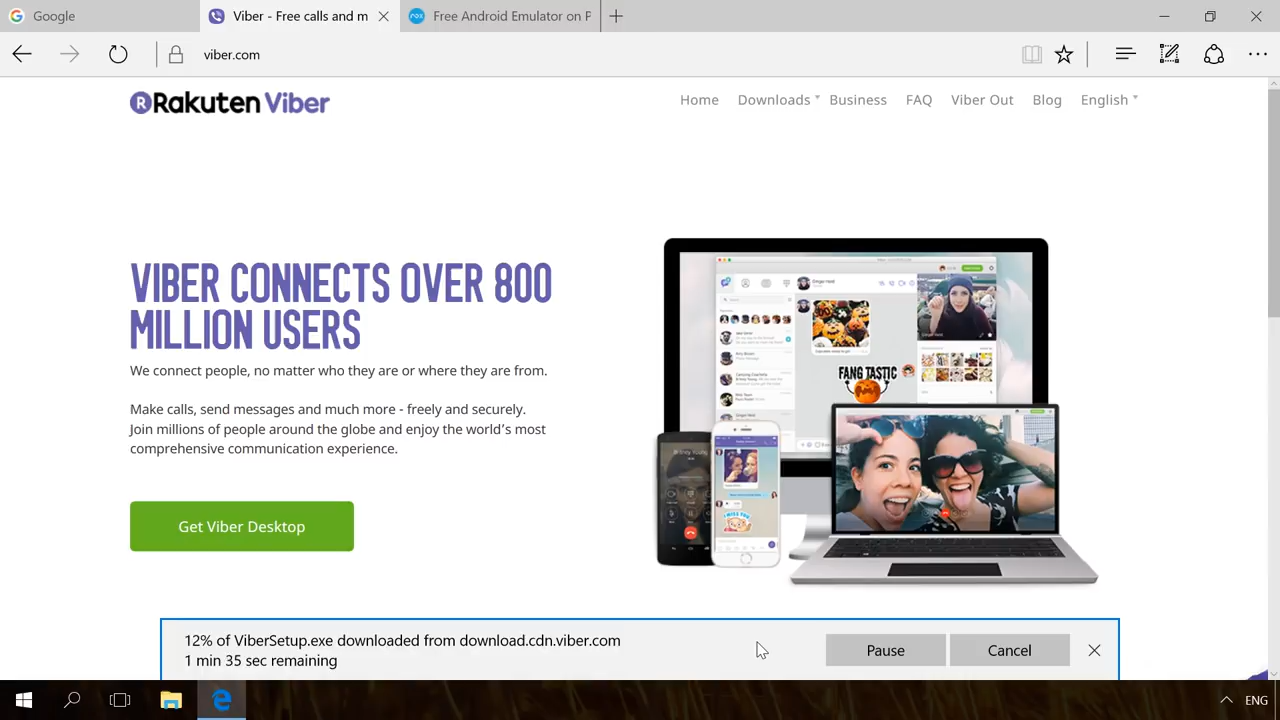 Google
Viber - Free calls and m
Free Android Emulator on P
viber.com
Rakuten Viber
Home
Downloads
Business
FAQ
Viber Out
Blog
English
VIBER CONNECTS OVER 800
MILLION USERS
We connect people, no matter who they are or where they are from.
Make calls, send messages and much more - freely and securely.
Join millions of people around the globe and enjoy the world's most
comprehensive communication experience.
Get Viber Desktop
FANG TASTIC
I MISS YOU
12% of ViberSetup.exe downloaded from download.cdn.viber.com
1 min 35 sec remaining
Pause
Cancel
ENG